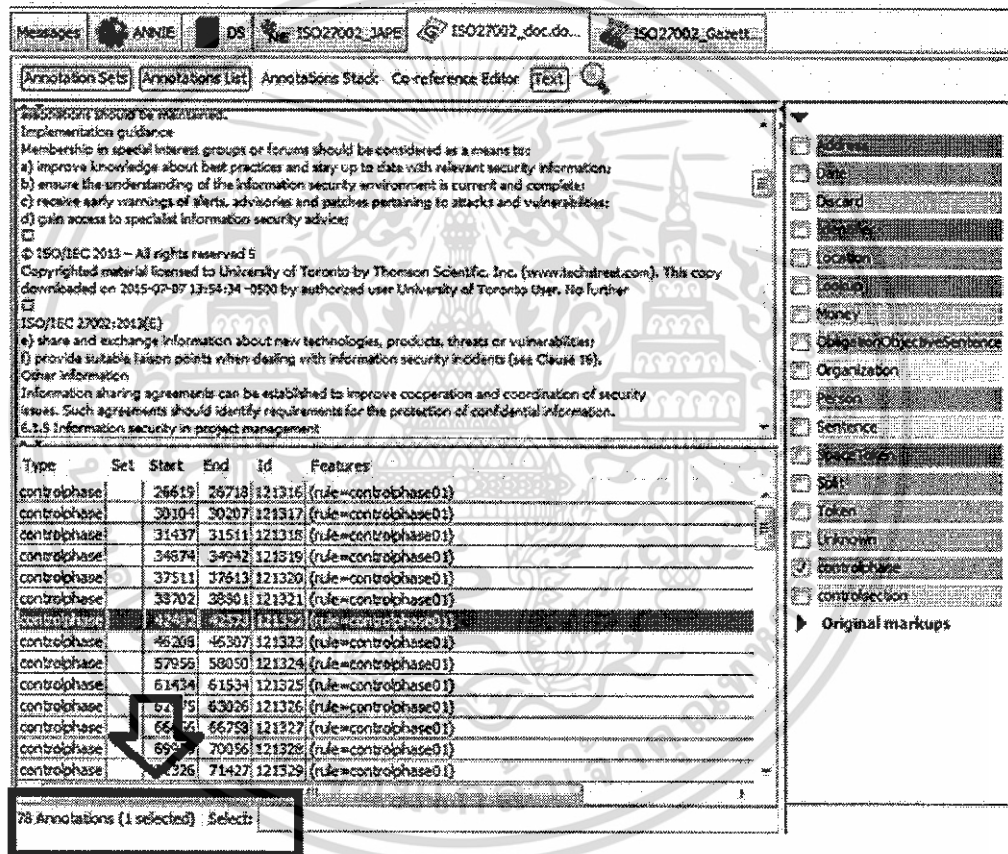 Messages ANNIE DS ISO27002_JAPE ISO27002_doc.do... ISO27002_Gazett...
Annotation Sets Annotations List Annotations Stack Co-reference Editor Text
should be maintained.
Implementation guidance
Membership in special interest groups or forums should be considered as a means to:
a) improve knowledge about best practices and stay up to date with relevant security information;
b) ensure the understanding of the information security environment is current and complete;
c) receive early warnings of alerts, advisories and patches pertaining to attacks and vulnerabilities;
d) gain access to specialist information security advice;
© ISO/IEC 2013 – All rights reserved 5
Copyrighted material licensed to University of Toronto by Thomson Scientific, Inc. (www.techstreet.com). This copy
downloaded on 2015-07-07 13:54:34 -0500 by authorized user University of Toronto User. No further
ISO/IEC 27002:2013(E)
e) share and exchange information about new technologies, products, threats or vulnerabilities;
f) provide suitable liaison points when dealing with information security incidents (see Clause 16).
Other information
Information sharing agreements can be established to improve cooperation and coordination of security
issues. Such agreements should identify requirements for the protection of confidential information.
6.1.5 Information security in project management
Type Set Start End Id Features
controlphase 26619 26718 121316 {rule=controlphase01}
controlphase 30104 30207 121317 {rule=controlphase01}
controlphase 31437 31511 121318 {rule=controlphase01}
controlphase 34874 34942 121319 {rule=controlphase01}
controlphase 37511 37613 121320 {rule=controlphase01}
controlphase 38702 38801 121321 {rule=controlphase01}
controlphase {rule=controlphase01}
controlphase 46208 46307 121323 {rule=controlphase01}
controlphase 57956 58050 121324 {rule=controlphase01}
controlphase 61434 61534 121325 {rule=controlphase01}
controlphase 63026 121326 {rule=controlphase01}
controlphase 66758 121327 {rule=controlphase01}
controlphase 70056 121328 {rule=controlphase01}
controlphase 71427 121329 {rule=controlphase01}
78 Annotations (1 selected) Select:
Address
Date
Discard
Identifier
Location
Lookup
Money
ObligationObjectiveSentence
Organization
Person
Sentence
SpaceToken
Split
Token
Unknown
controlphase
controlsection
Original markups